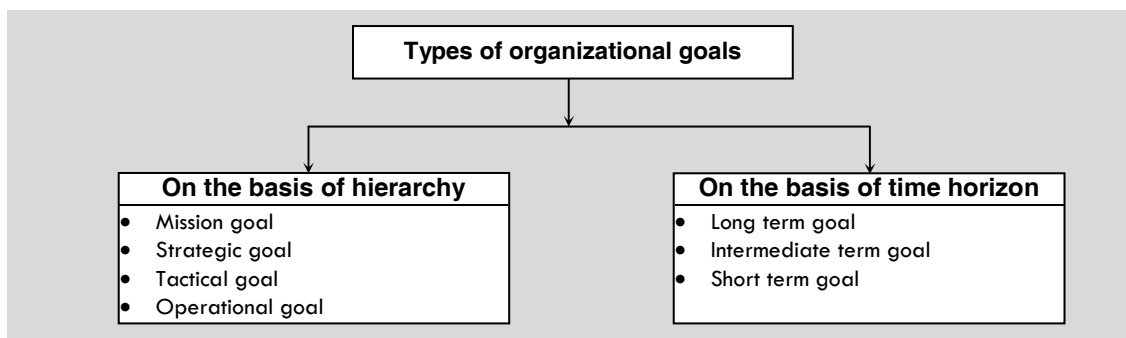 Types of organizational goals
On the basis of hierarchy
• Mission goal
• Strategic goal
• Tactical goal
• Operational goal
On the basis of time horizon
• Long term goal
• Intermediate term goal
• Short term goal